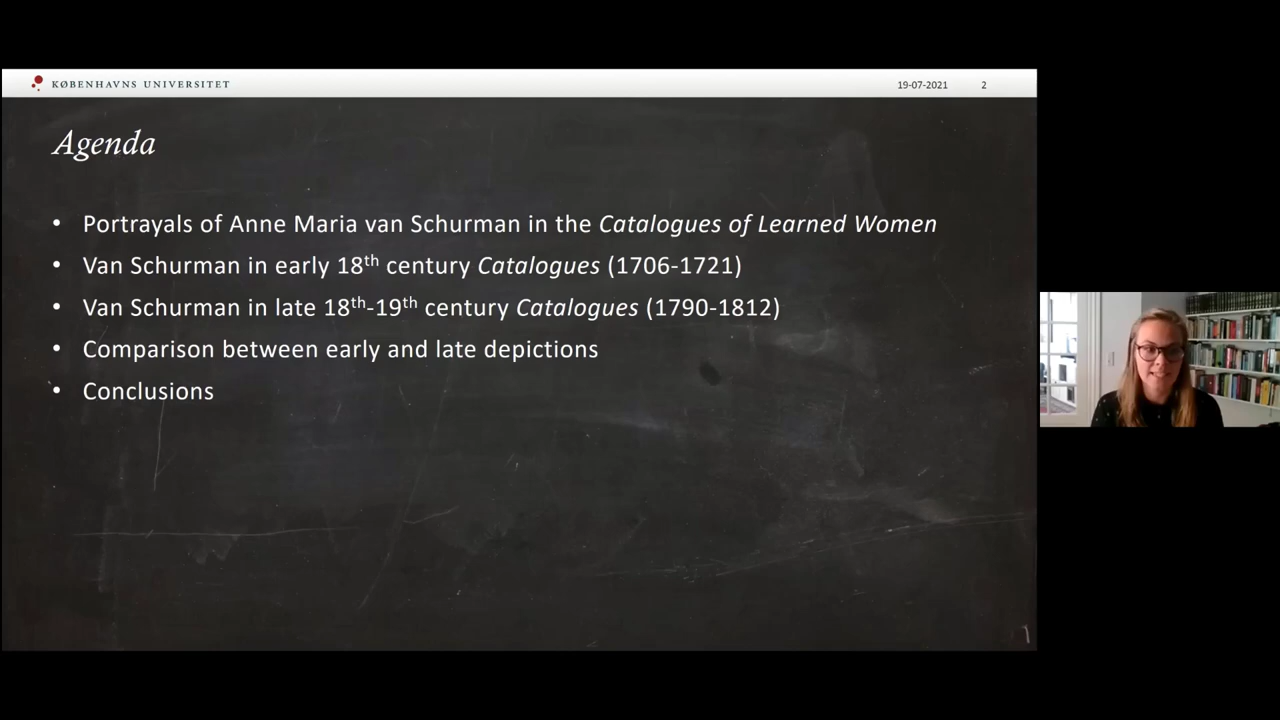 KØBENHAVNS UNIVERSITET
19-07-2021 2
Agenda
• Portrayals of Anne Maria van Schurman in the Catalogues of Learned Women
• Van Schurman in early 18th century Catalogues (1706-1721)
• Van Schurman in late 18th-19th century Catalogues (1790-1812)
• Comparison between early and late depictions
• Conclusions